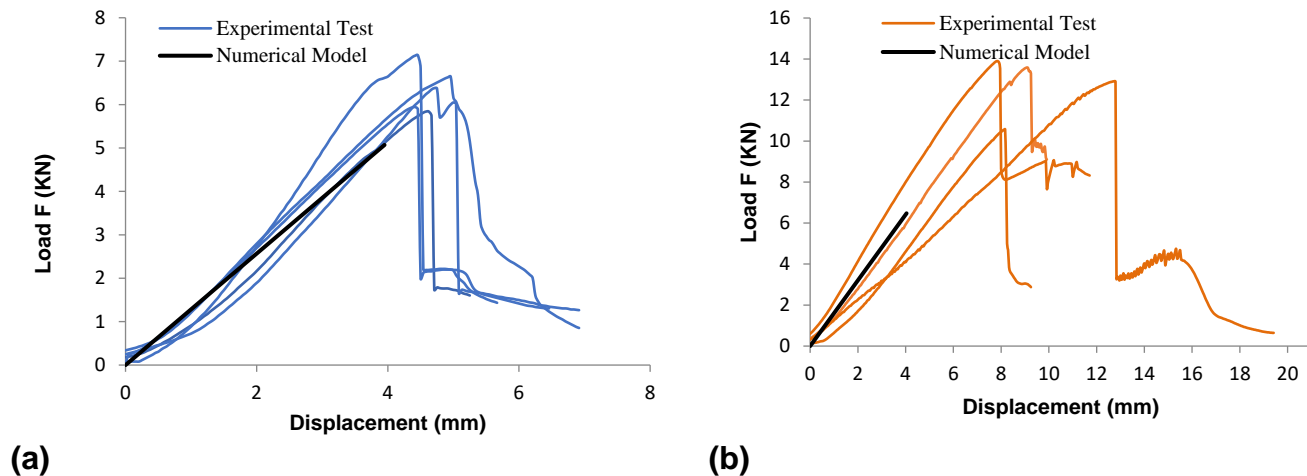 Experimental Test
Numerical Model
8
7
6
5
4
3
2
1
0
Load F (KN)
0 2 4 6 8
Displacement (mm)
(a)
Experimental Test
Numerical Model
16
14
12
10
8
6
4
2
0
Load F (KN)
0 2 4 6 8 10 12 14 16 18 20
Displacement (mm)
(b)